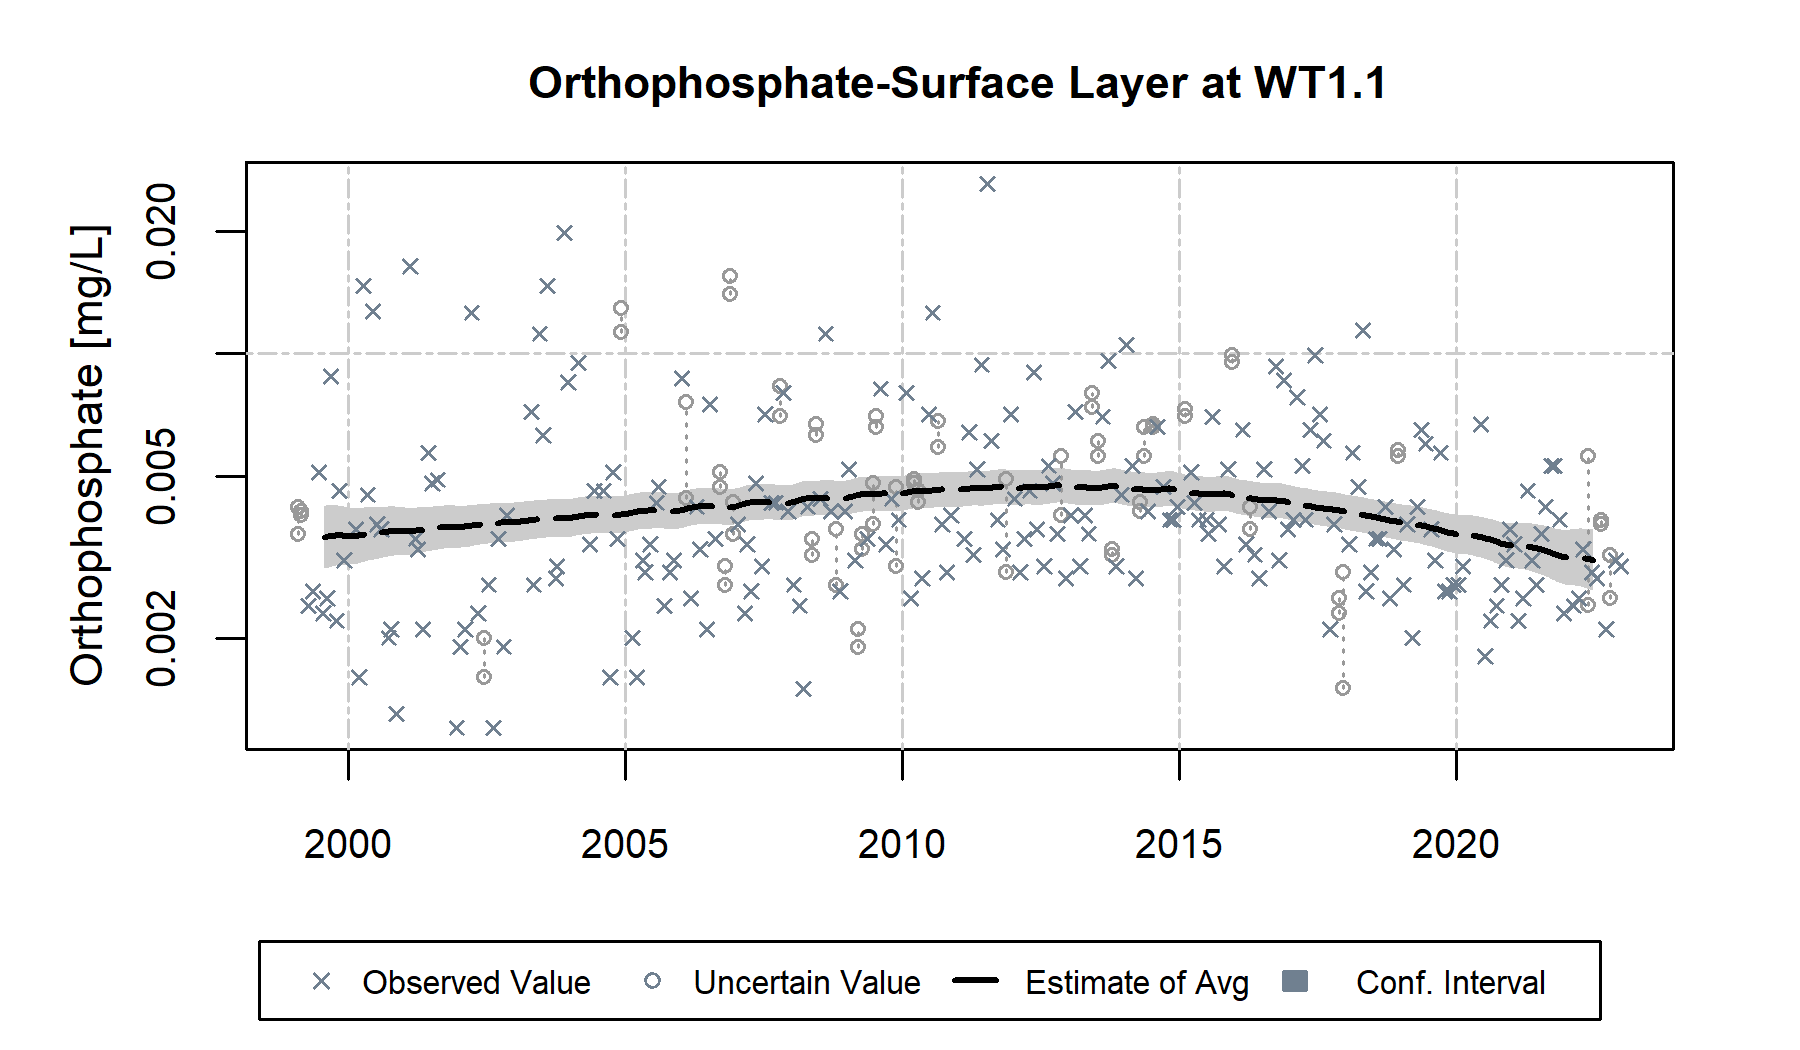 Orthophosphate-Surface Layer at WT1.1
Orthophosphate [mg/L]
0.020
0.005
0.002
2000 2005 2010 2015 2020
Observed Value Uncertain Value Estimate of Avg Conf. Interval